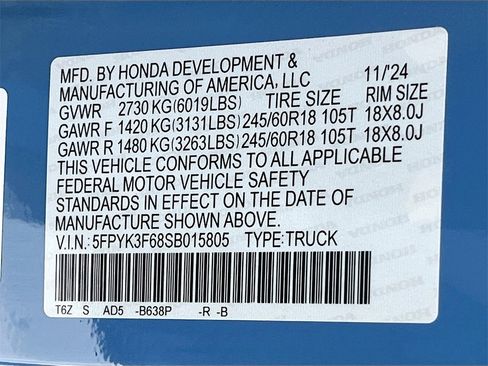 MFD. BY HONDA DEVELOPMENT &
MANUFACTURING OF AMERICA, LLC 11/'24
GVWR 2730 KG(6019LBS) TIRE SIZE RIM SIZE
GAWR F 1420 KG(3131LBS) 245/60R18 105T 18X8.0J
GAWR R 1480 KG(3263LBS) 245/60R18 105T 18X8.0J
THIS VEHICLE CONFORMS TO ALL APPLICABLE
FEDERAL MOTOR VEHICLE SAFETY
STANDARDS IN EFFECT ON THE DATE OF
MANUFACTURE SHOWN ABOVE.
V.I.N.: 5FPYK3F68SB015805 TYPE:TRUCK
T6Z S AD5 -B638P -R -B